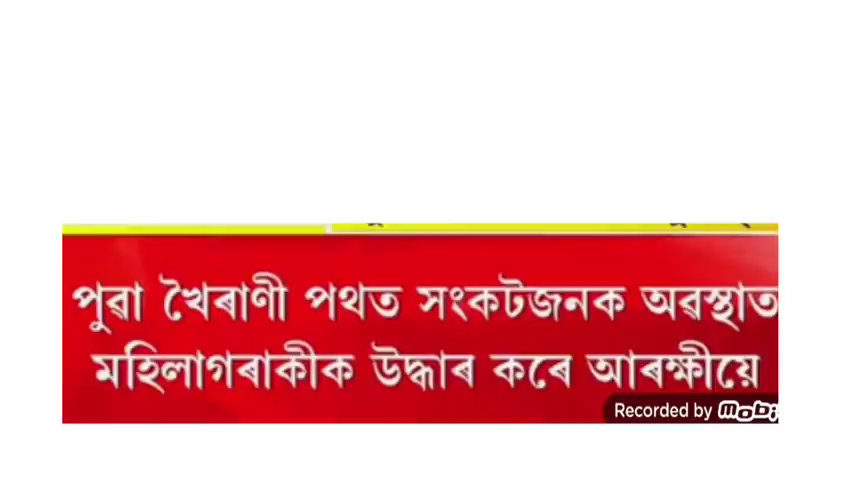 পুৱা খৈৰাণী পথত সংকটজনক অৱস্থাত
মহিলাগৰাকীক উদ্ধাৰ কৰে আৰক্ষীয়ে
Recorded by